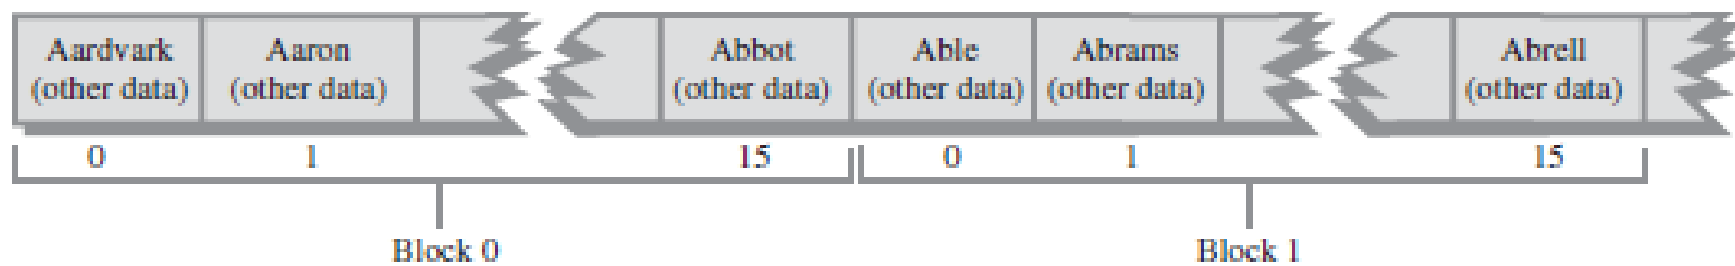 Aardvark
(other data)
Aaron
(other data)
Abbot
(other data)
Able
(other data)
Abrams
(other data)
Abrell
(other data)
0
1
15
0
1
15
Block 0
Block 1